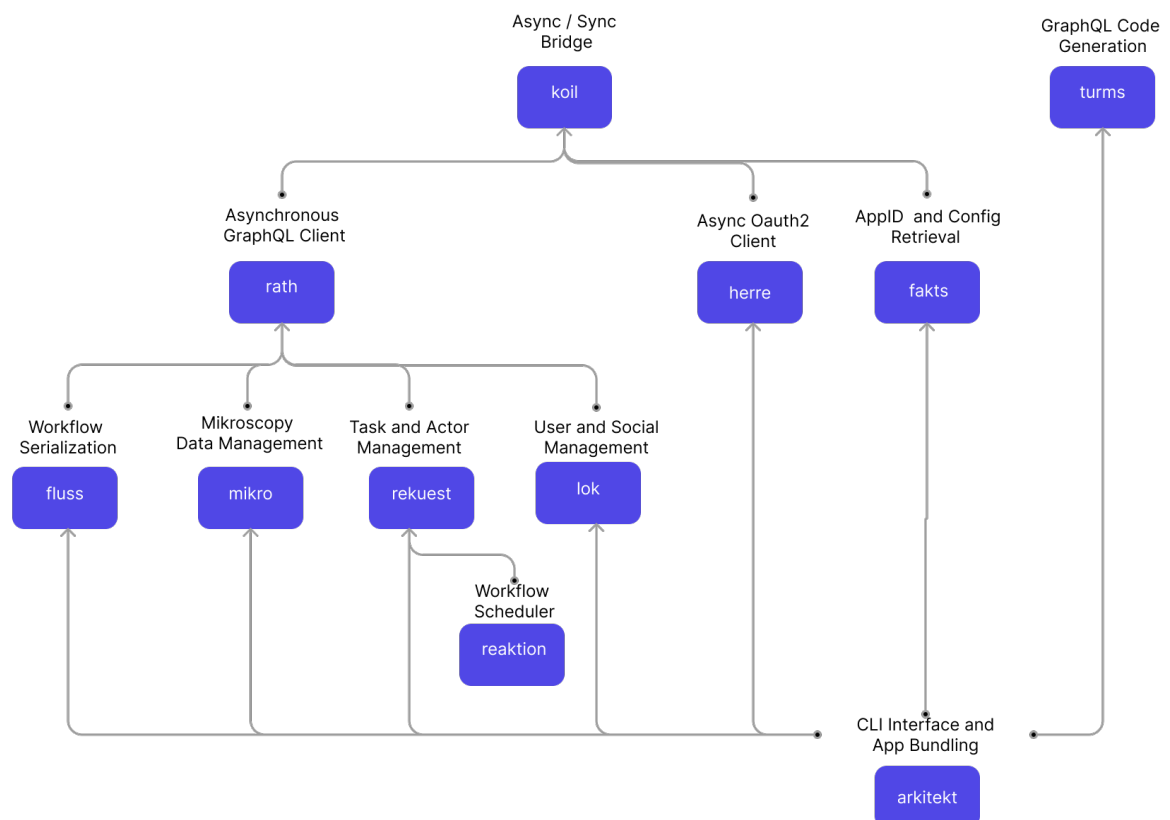 Async / Sync
Bridge
koil
GraphQL Code
Generation
turms
Asynchronous
GraphQL Client
rath
Async Oauth2
Client
herre
AppID and Config
Retrieval
fakts
Workflow
Serialization
fluss
Mikroscopy
Data Management
mikro
Task and Actor
Management
rekuest
User and Social
Management
lok
Workflow
Scheduler
reaktion
CLI Interface and
App Bundling
arkitekt